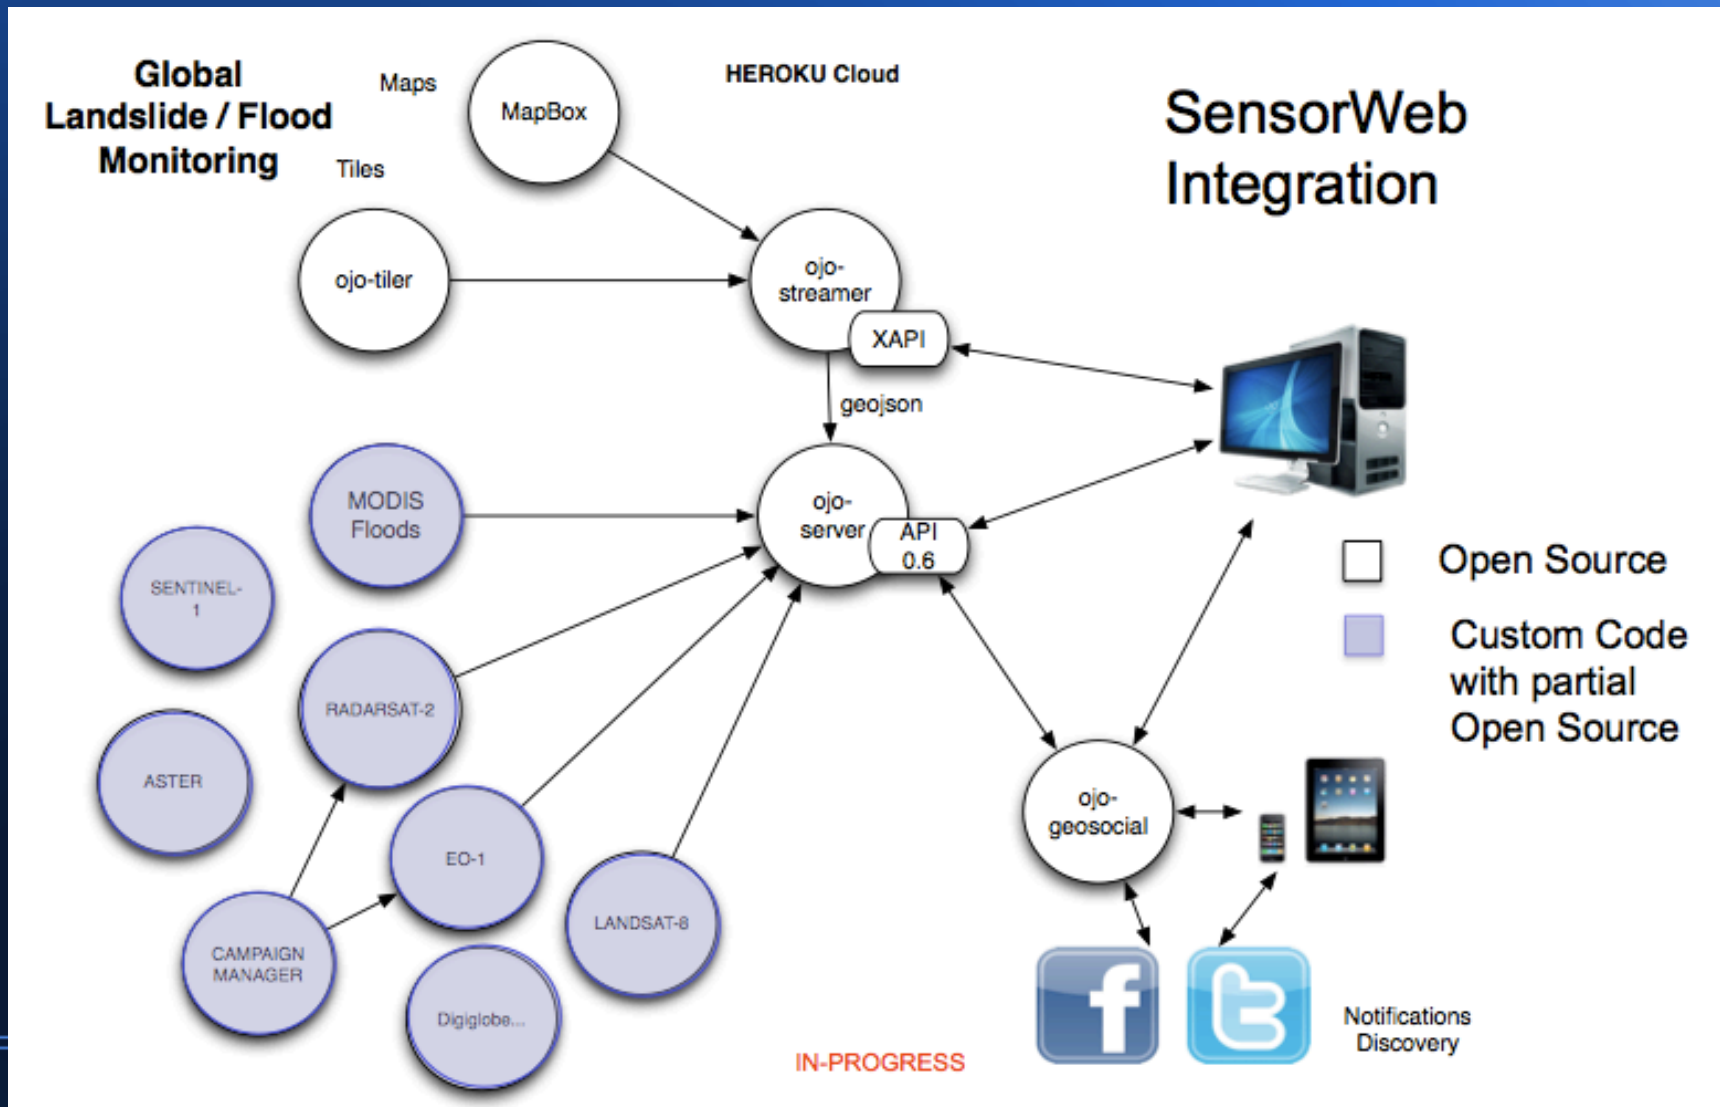 Global
Landslide / Flood
Monitoring
Maps
MapBox
HEROKU Cloud
SensorWeb
Integration
Tiles
ojo-tiler
ojo-
streamer
XAPI
geojson
MODIS
Floods
ojo-
server
API
0.6
SENTINEL-
1
Open Source
Custom Code
with partial
Open Source
RADARSAT-2
ASTER
EO-1
ojo-
geosocial
LANDSAT-8
CAMPAIGN
MANAGER
Digiglobe...
f
t
Notifications
Discovery
IN-PROGRESS